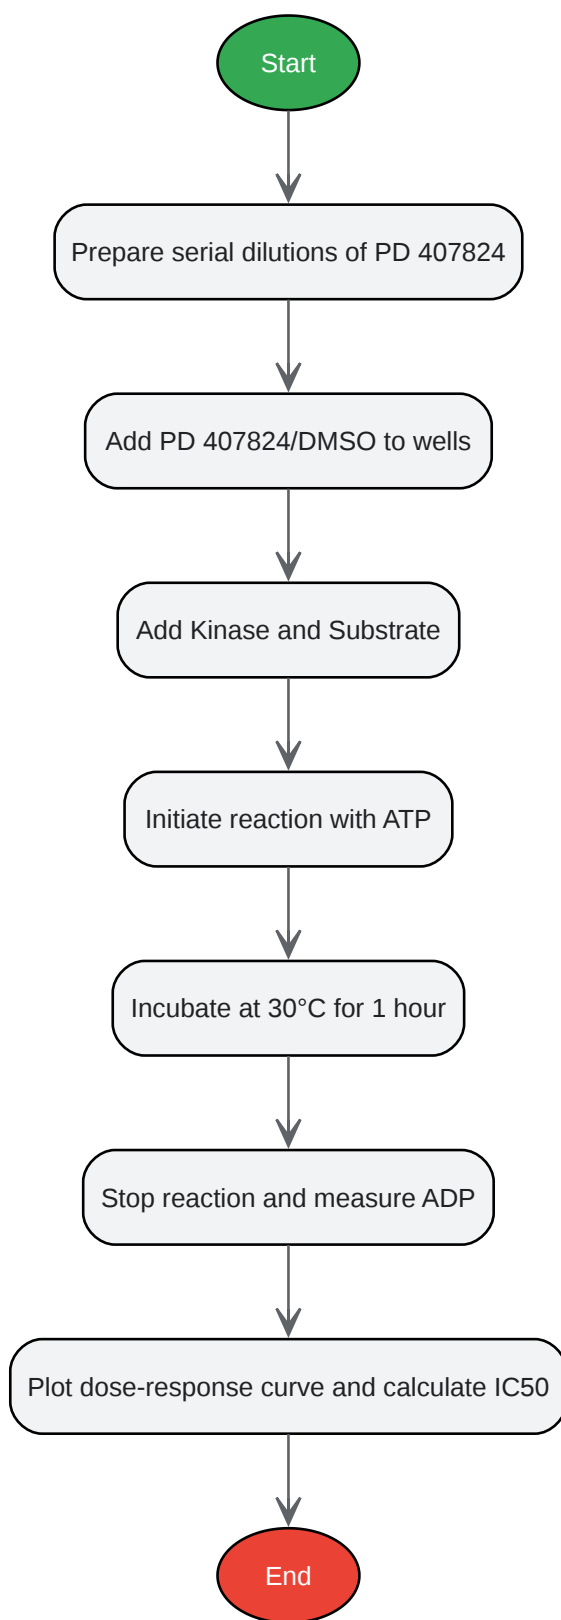 Start
Prepare serial dilutions of PD 407824
Add PD 407824/DMSO to wells
Add Kinase and Substrate
Initiate reaction with ATP
Incubate at 30°C for 1 hour
Stop reaction and measure ADP
Plot dose-response curve and calculate IC50
End